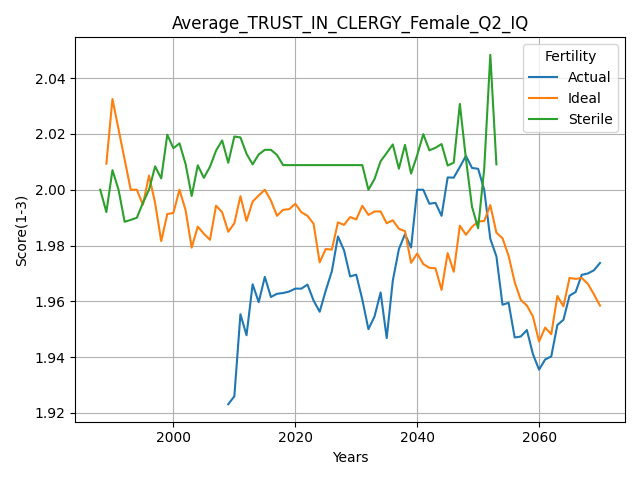 Average_TRUST_IN_CLERGY_Female_Q2_IQ
Fertility
Actual
Ideal
Sterile
Score(1-3)
2.04
2.02
2.00
1.98
1.96
1.94
1.92
2000
2020
2040
2060
Years